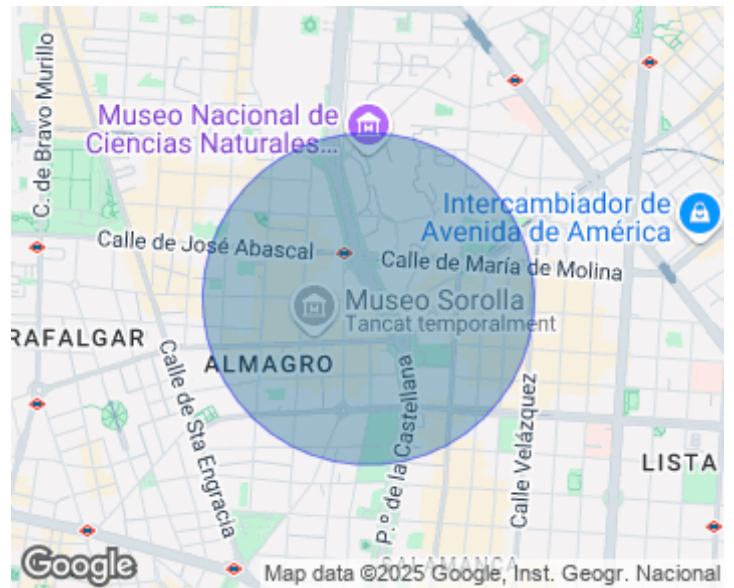 C. de Bravo Murillo
Museo Nacional de
Ciencias Naturales...
Intercambiador de
Avenida de América
Calle de José Abascal
Calle de María de Molina
Museo Sorolla
Tancat temporalment
RAFALGAR
ALMAGRO
Calle de Sta Engracia
P.º de la Castellana
Calle Velázquez
LISTA
SALAMANCA
Google
Map data ©2025 Google, Inst. Geogr. Nacional